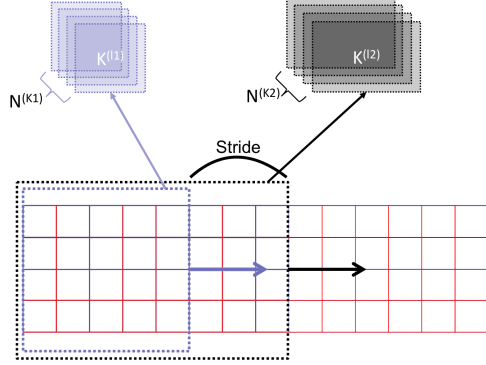 K(l1)
K(l2)
N(K1)
N(K2)
Stride